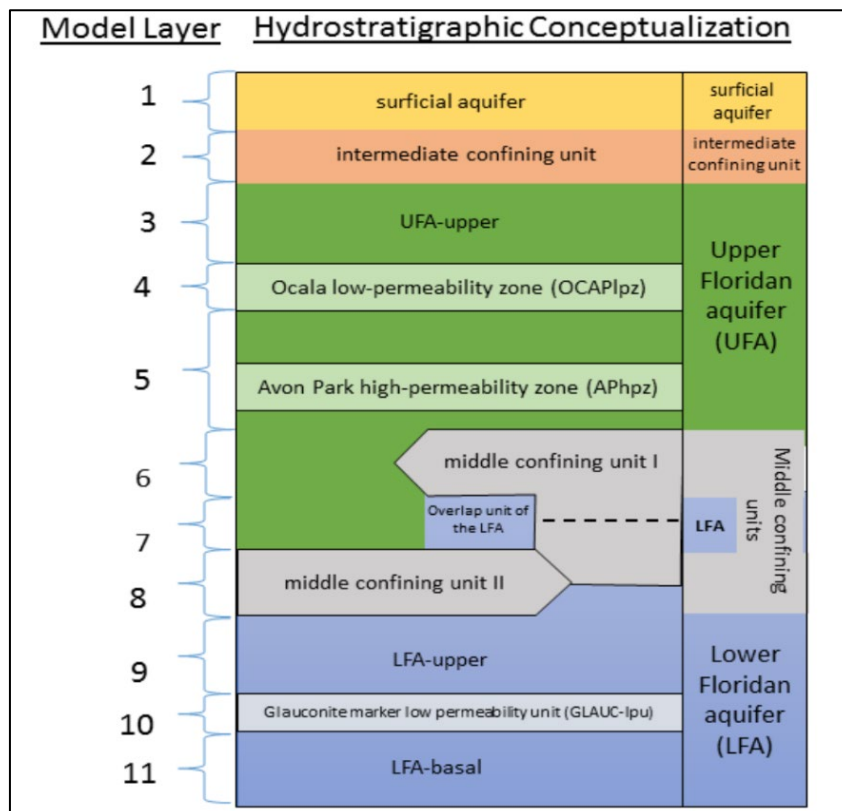 Model Layer
Hydrostratigraphic Conceptualization
1
surficial aquifer
surficial
aquifer
2
intermediate confining unit
intermediate
confining unit
3
UFA-upper
Upper
Floridan
aquifer
(UFA)
4
Ocala low-permeability zone (OCAPlpz)
5
Avon Park high-permeability zone (APhpz)
6
middle confining unit I
Middle confining
units
7
Overlap unit of
the LFA
LFA
8
middle confining unit II
9
LFA-upper
Lower
Floridan
aquifer
(LFA)
10
Glauconite marker low permeability unit (GLAUC-lpu)
11
LFA-basal